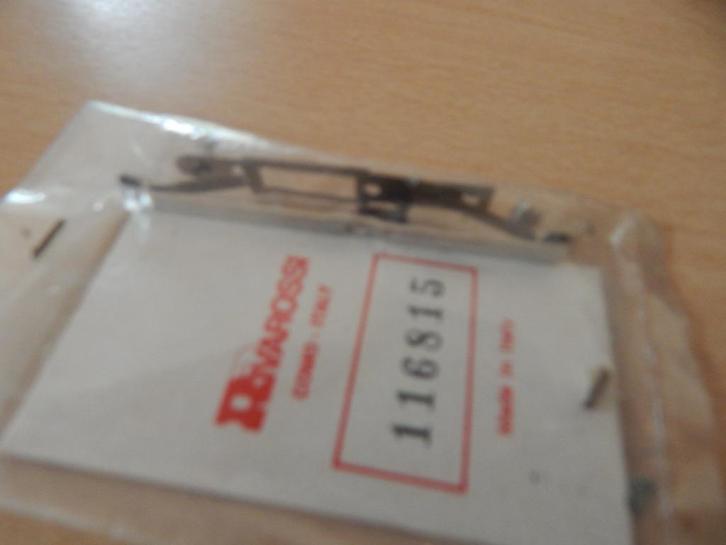 RIVAROSSI
COMO - ITALY
116815
Made in Italy